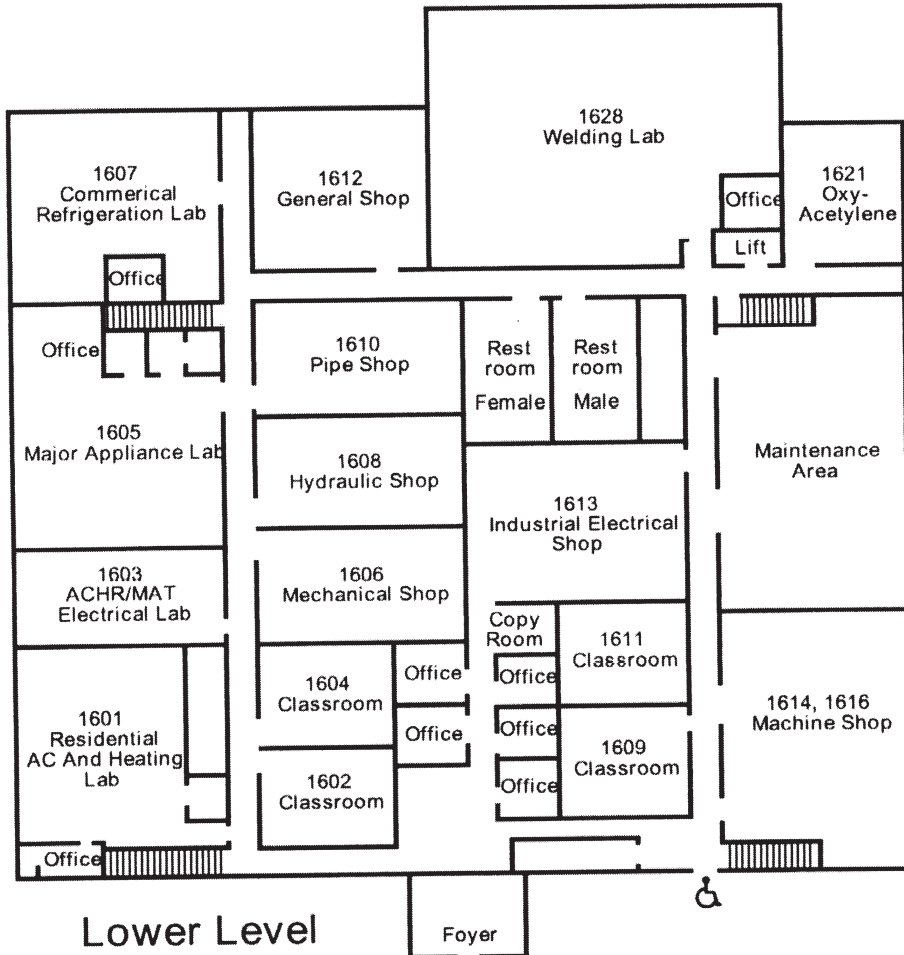 1628
Welding Lab
1607
Commerical
Refrigeration Lab
1612
General Shop
1621
Oxy-
Acetylene
Office
Lift
Office
Office
1610
Pipe Shop
Rest
room
Female
Rest
room
Male
1605
Major Appliance Lab
1608
Hydraulic Shop
Maintenance
Area
1613
Industrial Electrical
Shop
1603
ACHR/MAT
Electrical Lab
1606
Mechanical Shop
Copy
Room
1611
Classroom
1604
Classroom
Office
Office
1601
Residential
AC And Heating
Lab
Office
Office
1614, 1616
Machine Shop
1609
Classroom
1602
Classroom
Office
Office
Lower Level
Foyer